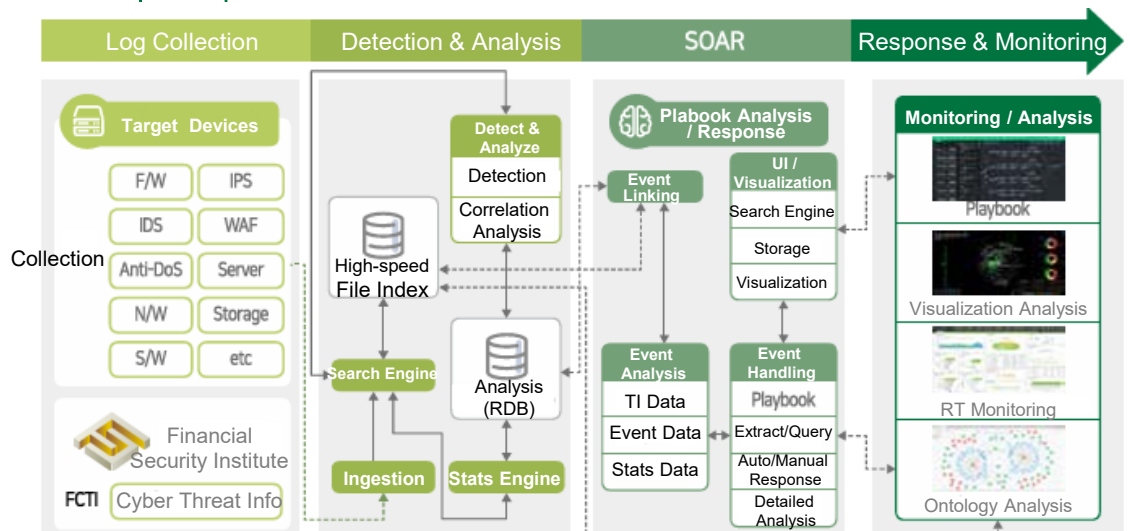 Log Collection
Detection & Analysis
SOAR
Response & Monitoring
Target Devices
F/W
IPS
IDS
WAF
Collection
Anti-DoS
Server
N/W
Storage
S/W
etc
Financial
Security Institute
FCTI
Cyber Threat Info
Detect &
Analyze
Detection
Correlation
Analysis
High-speed
File Index
Search Engine
Analysis
(RDB)
Ingestion
Stats Engine
Plabook Analysis
/ Response
Event
Linking
UI /
Visualization
Search Engine
Storage
Visualization
Event
Analysis
TI Data
Event Data
Stats Data
Event
Handling
Playbook
Extract/Query
Auto/Manual
Response
Detailed
Analysis
Monitoring / Analysis
Playbook
Visualization Analysis
RT Monitoring
Ontology Analysis